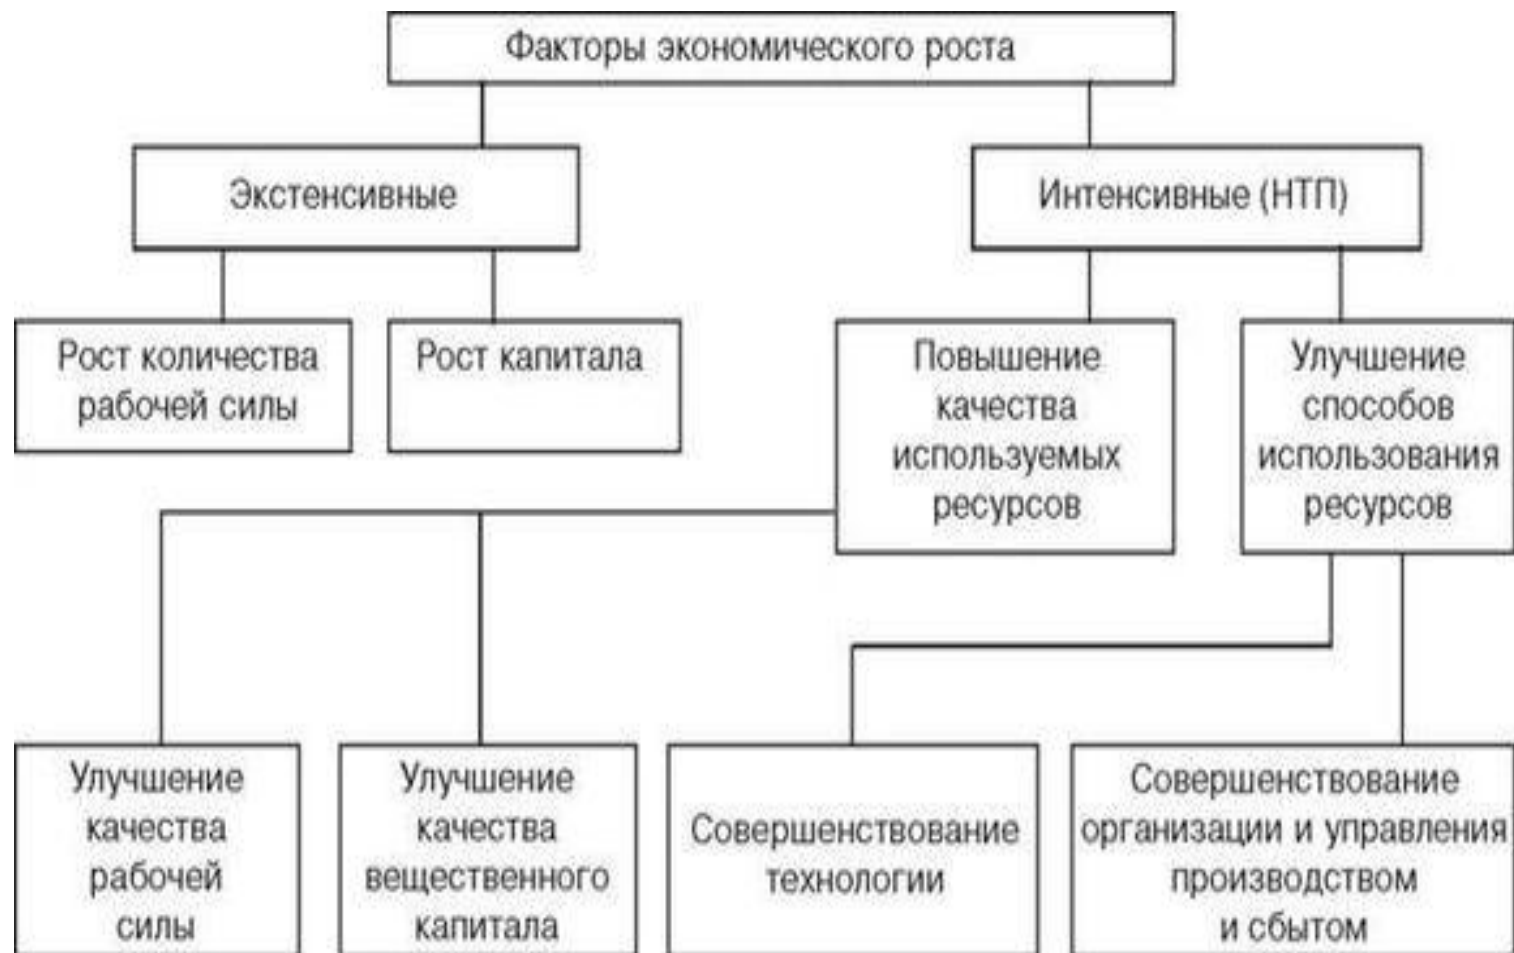 Факторы экономического роста
Экстенсивные
Интенсивные (НТП)
Рост количества
рабочей силы
Рост капитала
Повышение
качества
используемых
ресурсов
Улучшение
способов
использования
ресурсов
Улучшение
качества
рабочей
силы
Улучшение
качества
вещественного
капитала
Совершенствование
технологии
Совершенствование
организации и управления
производством
и сбытом